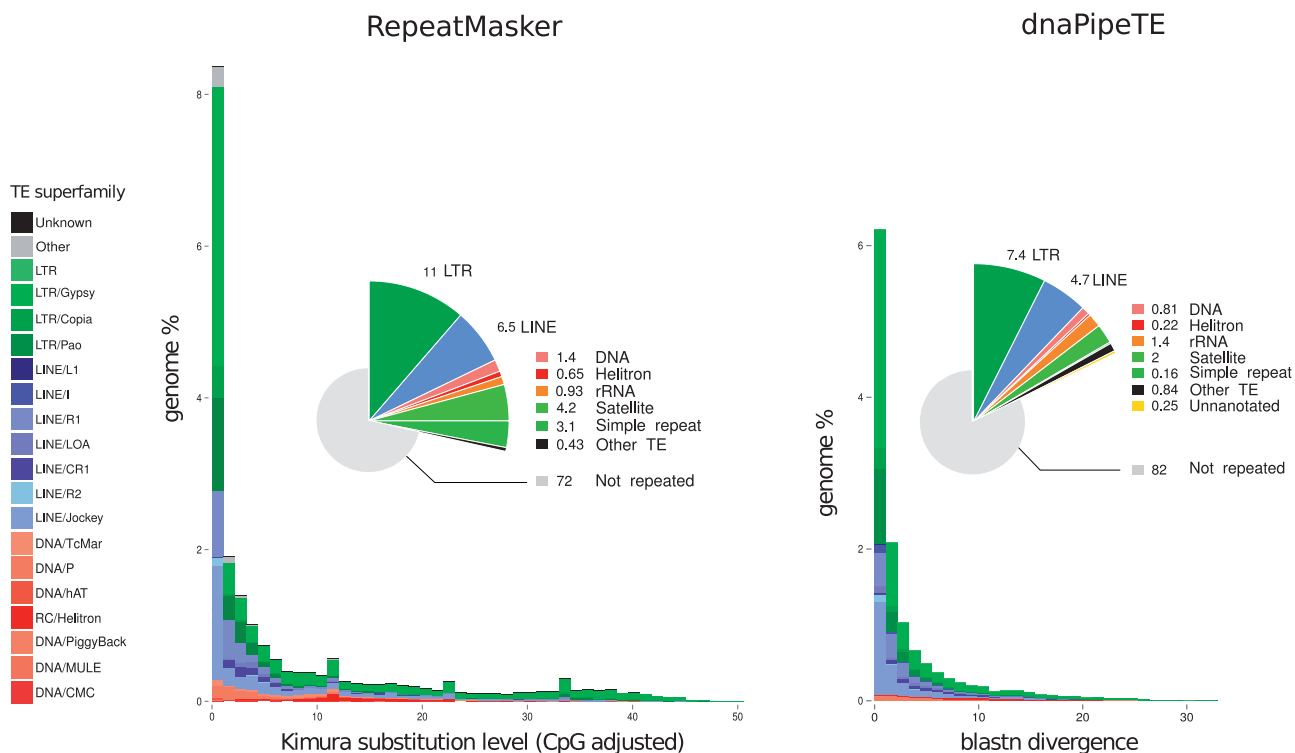 RepeatMasker
dnaPipeTE
TE superfamily
Unknown
Other
LTR
LTR/Gypsy
LTR/Copia
LTR/Pao
LINE/L1
LINE/I
LINE/R1
LINE/LOA
LINE/CR1
LINE/R2
LINE/Jockey
DNA/TcMar
DNA/P
DNA/hAT
RC/Helitron
DNA/PiggyBack
DNA/MULE
DNA/CMC
genome %
8
6
4
2
0
0
10
20
30
40
50
Kimura substitution level (CpG adjusted)
11 LTR
6.5 LINE
1.4 DNA
0.65 Helitron
0.93 rRNA
4.2 Satellite
3.1 Simple repeat
0.43 Other TE
72 Not repeated
genome %
6
4
2
0
0
10
20
30
blastn divergence
7.4 LTR
4.7 LINE
0.81 DNA
0.22 Helitron
1.4 rRNA
2 Satellite
0.16 Simple repeat
0.84 Other TE
0.25 Unnanotated
82 Not repeated